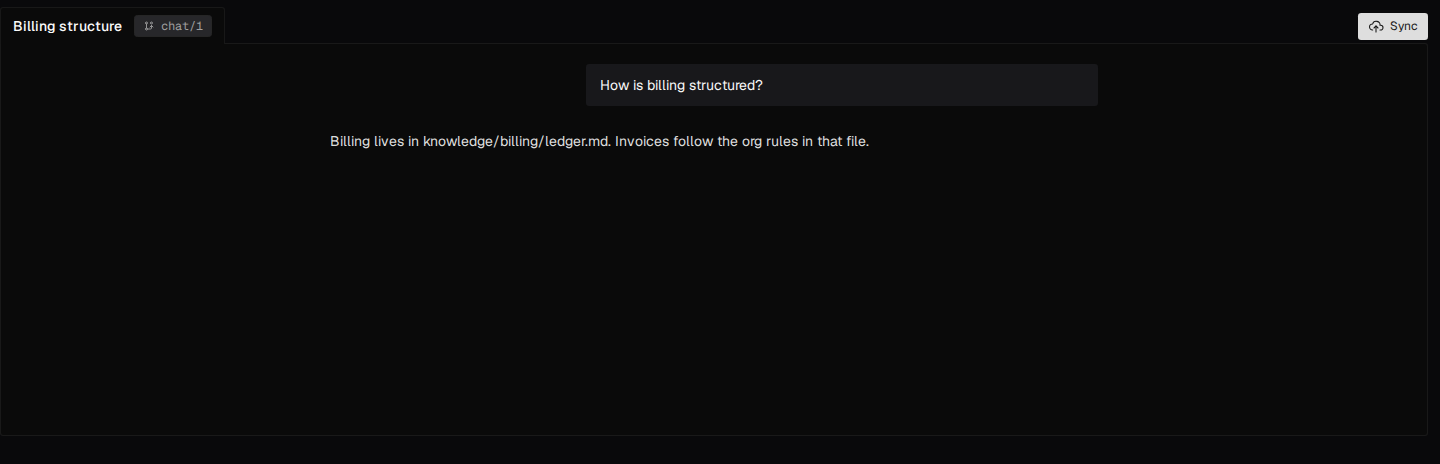 Billing structure chat/1 Sync
How is billing structured?
Billing lives in knowledge/billing/ledger.md. Invoices follow the org rules in that file.